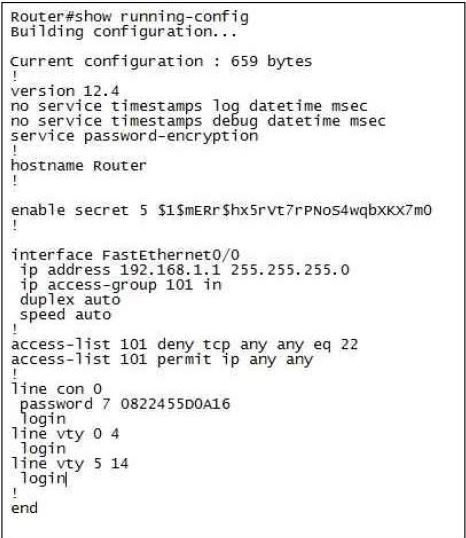 Router#show running-config
Building configuration...
Current configuration : 659 bytes
!
version 12.4
no service timestamps log datetime msec
no service timestamps debug datetime msec
service password-encryption
!
hostname Router
!
enable secret 5 $1$mERr$hx5rVt7rPNoS4wqbXKX7m0
!
interface FastEthernet0/0
ip address 192.168.1.1 255.255.255.0
ip access-group 101 in
duplex auto
speed auto
!
access-list 101 deny tcp any any eq 22
access-list 101 permit ip any any
!
line con 0
password 7 0822455D0A16
login
line vty 0 4
login
line vty 5 14
login
!
end